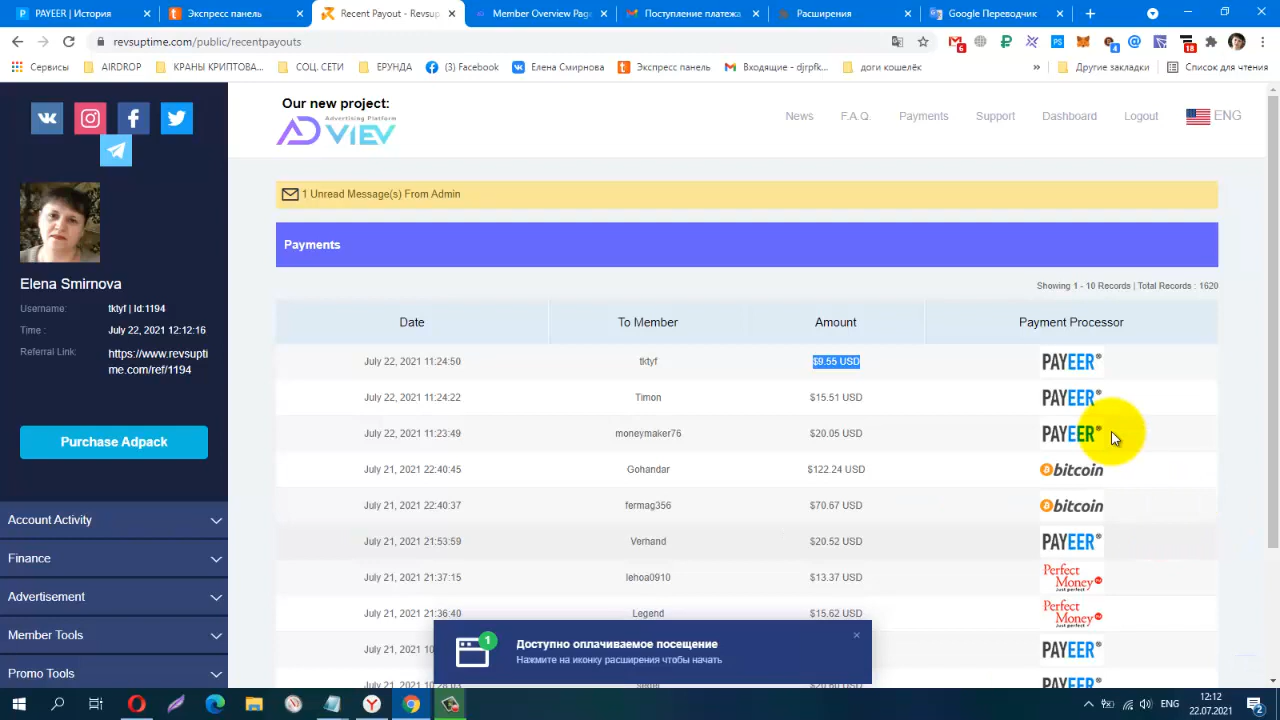 PAYEER
Экспресс панель
Recent Payout - Revsup
Member Overview Page
Поступление платежа
Расширения
Google Переводчик
revsuptime.com/public/recentpayouts
Сервисы
AIRDROP
КРАНЫ КРИПТОВА...
СОЦ. СЕТИ
ЕРУНДА
(3) Facebook
Елена Смирнова
Экспресс панель
Входящие - djrpfk...
доги кошелёк
»
Другие закладки
Список для чтения
Our new project:
Advertising Platform
AD VIEV
News
F.A.Q.
Payments
Support
Dashboard
Logout
ENG
1 Unread Message(s) From Admin
Payments
Showing 1 - 10 Records | Total Records : 1620
Date To Member Amount Payment Processor
July 22, 2021 11:24:50 tktyf $9.55 USD PAYEER®
July 22, 2021 11:24:22 Timon $15.51 USD PAYEER®
July 22, 2021 11:23:49 moneymaker76 $20.05 USD PAYEER®
July 21, 2021 22:40:45 Gohandar $122.24 USD bitcoin
July 21, 2021 22:40:37 fermag356 $70.67 USD bitcoin
July 21, 2021 21:53:59 Verhand $20.52 USD PAYEER®
July 21, 2021 21:37:15 lehoa0910 $13.37 USD Perfect Money
July 21, 2021 21:36:40 Legend $15.62 USD Perfect Money
July 21, 2021 10 PAYEER®
Elena Smirnova
Username: tktyf | Id:1194
Time : July 22, 2021 12:12:16
Referral Link: https://www.revsupti
me.com/ref/1194
Purchase Adpack
Account Activity
Finance
Advertisement
Member Tools
Promo Tools
1
Доступно оплачиваемое посещение
Нажмите на иконку расширения чтобы начать
ENG
12:12
22.07.2021